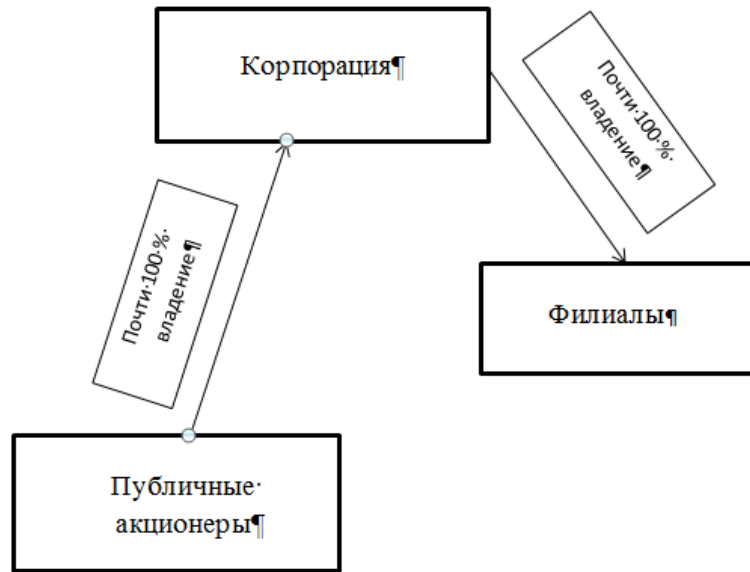 Корпорация¶
Почти·100·%·
владение¶
Почти·100·%·
владение¶
Филиалы¶
Публичные·
акционеры¶